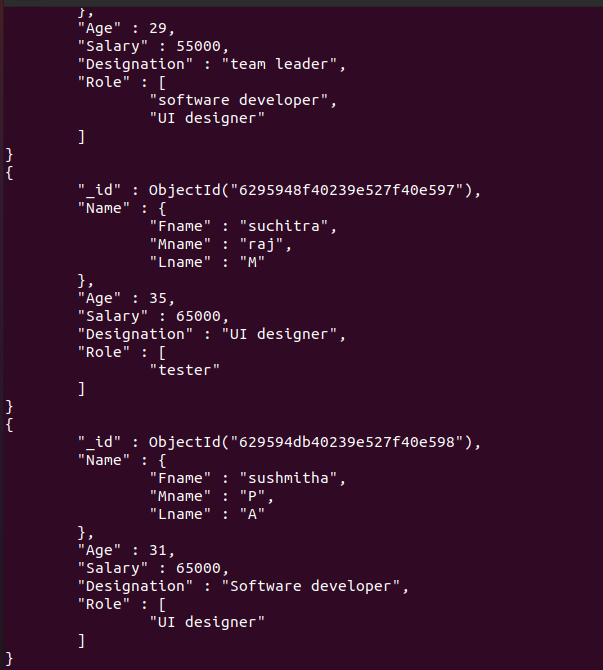 },
"Age" : 29,
"Salary" : 55000,
"Designation" : "team leader",
"Role" : [
"software developer",
"UI designer"
]
}
{
"_id" : ObjectId("6295948f40239e527f40e597"),
"Name" : {
"Fname" : "suchitra",
"Mname" : "raj",
"Lname" : "M"
},
"Age" : 35,
"Salary" : 65000,
"Designation" : "UI designer",
"Role" : [
"tester"
]
}
{
"_id" : ObjectId("629594db40239e527f40e598"),
"Name" : {
"Fname" : "sushmitha",
"Mname" : "P",
"Lname" : "A"
},
"Age" : 31,
"Salary" : 65000,
"Designation" : "Software developer",
"Role" : [
"UI designer"
]
}